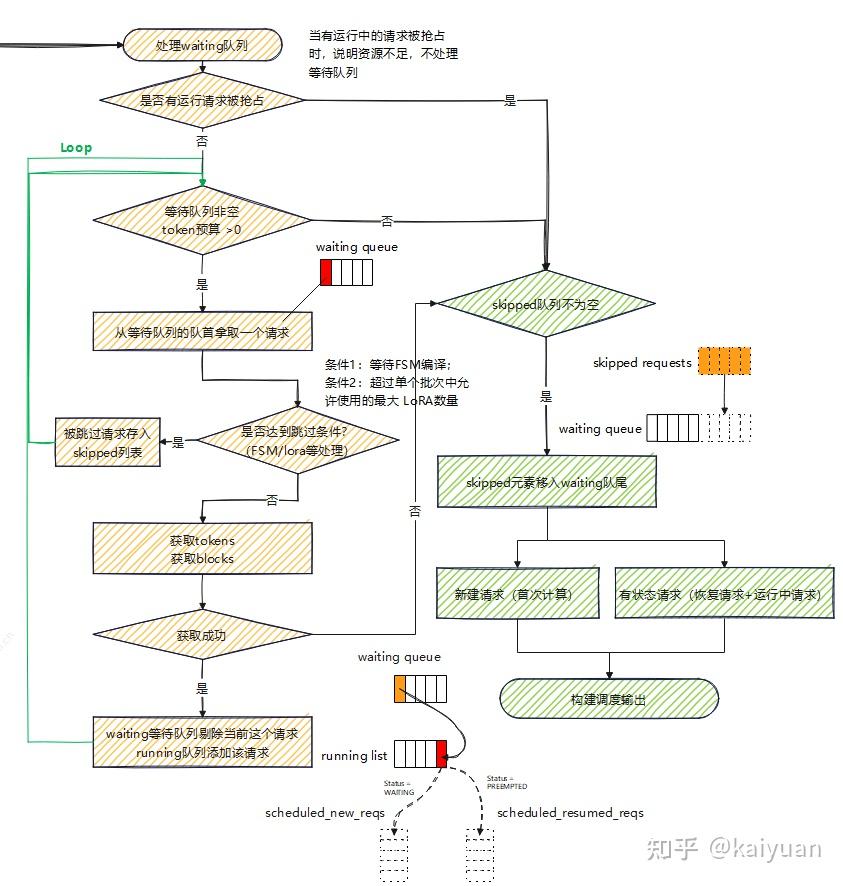 处理waiting队列
当有运行中的请求被抢占
时，说明资源不足，不处理
等待队列
是否有运行请求被抢占
是
否
Loop
等待队列非空
token预算 >0
否
是
waiting queue
从等待队列的队首拿取一个请求
skipped队列不为空
条件1：等待FSM编译；
条件2：超过单个批次中允
许使用的最大 LoRA数量
skipped requests
是
waiting queue
被跳过请求存入
skipped列表
是
是否达到跳过条件?
(FSM/lora等处理)
skipped元素移入waiting队尾
否
否
获取tokens
获取blocks
新建请求（首次计算）
有状态请求（恢复请求+运行中请求）
获取成功
waiting queue
是
构建调度输出
waiting等待队列剔除当前这个请求
running队列添加该请求
running list
Status =
WAITING
Status =
PREEMPTED
scheduled_new_reqs
scheduled_resumed_reqs
知乎 @kaiyuan